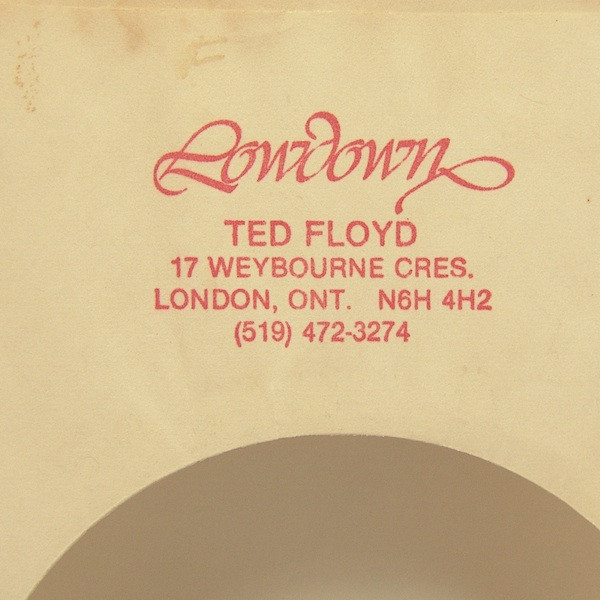 Lowdown
TED FLOYD
17 WEYBOURNE CRES.
LONDON, ONT. N6H 4H2
(519) 472-3274